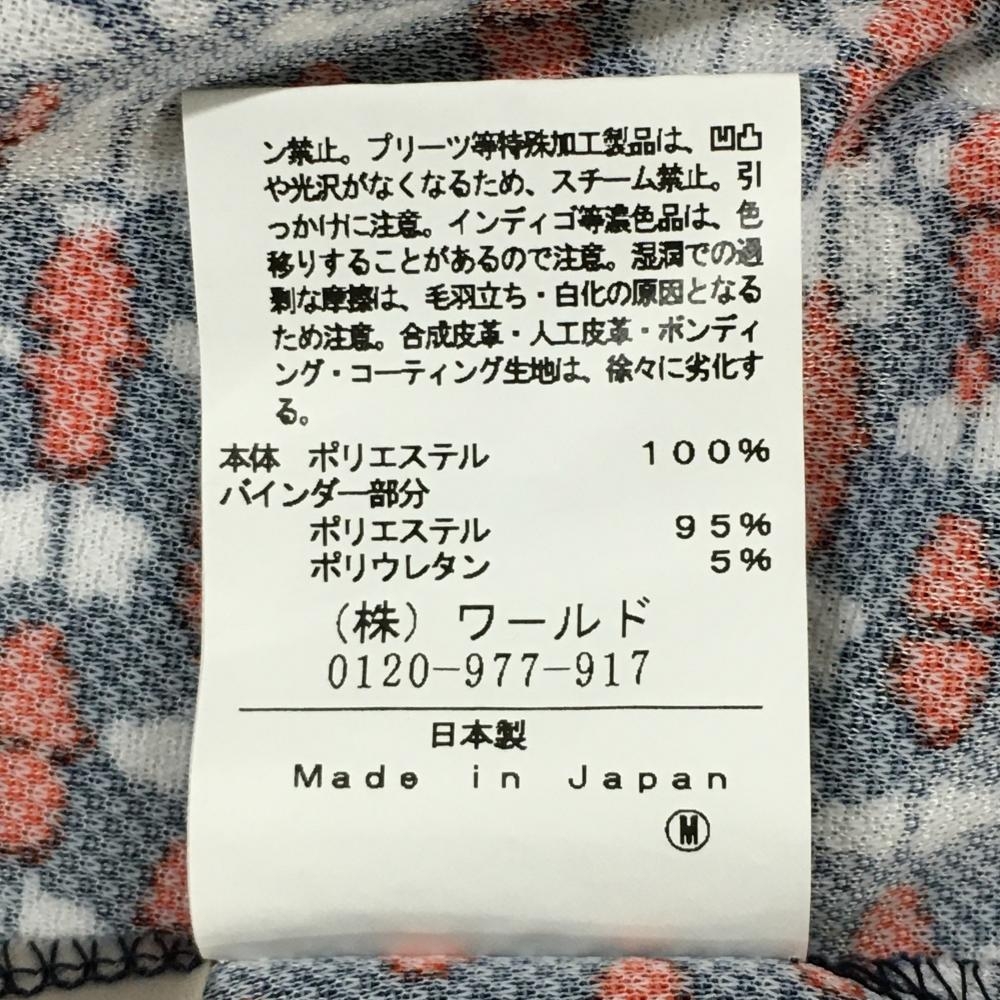 ン禁止。プリーツ等特殊加工製品は、凹凸
や光沢がなくなるため、スチーム禁止。引
っかけに注意。インディゴ等濃色品は、色
移りすることがあるので注意。湿潤での過
剰な摩擦は、毛羽立ち・白化の原因となる
ため注意。合成皮革・人工皮革・ボンディ
ング・コーティング生地は、徐々に劣化す
る。
本体 ポリエステル 100%
バインダー部分
ポリエステル 95%
ポリウレタン 5%
(株) ワールド
0120-977-917
日本製
Made in Japan
Ⓜ